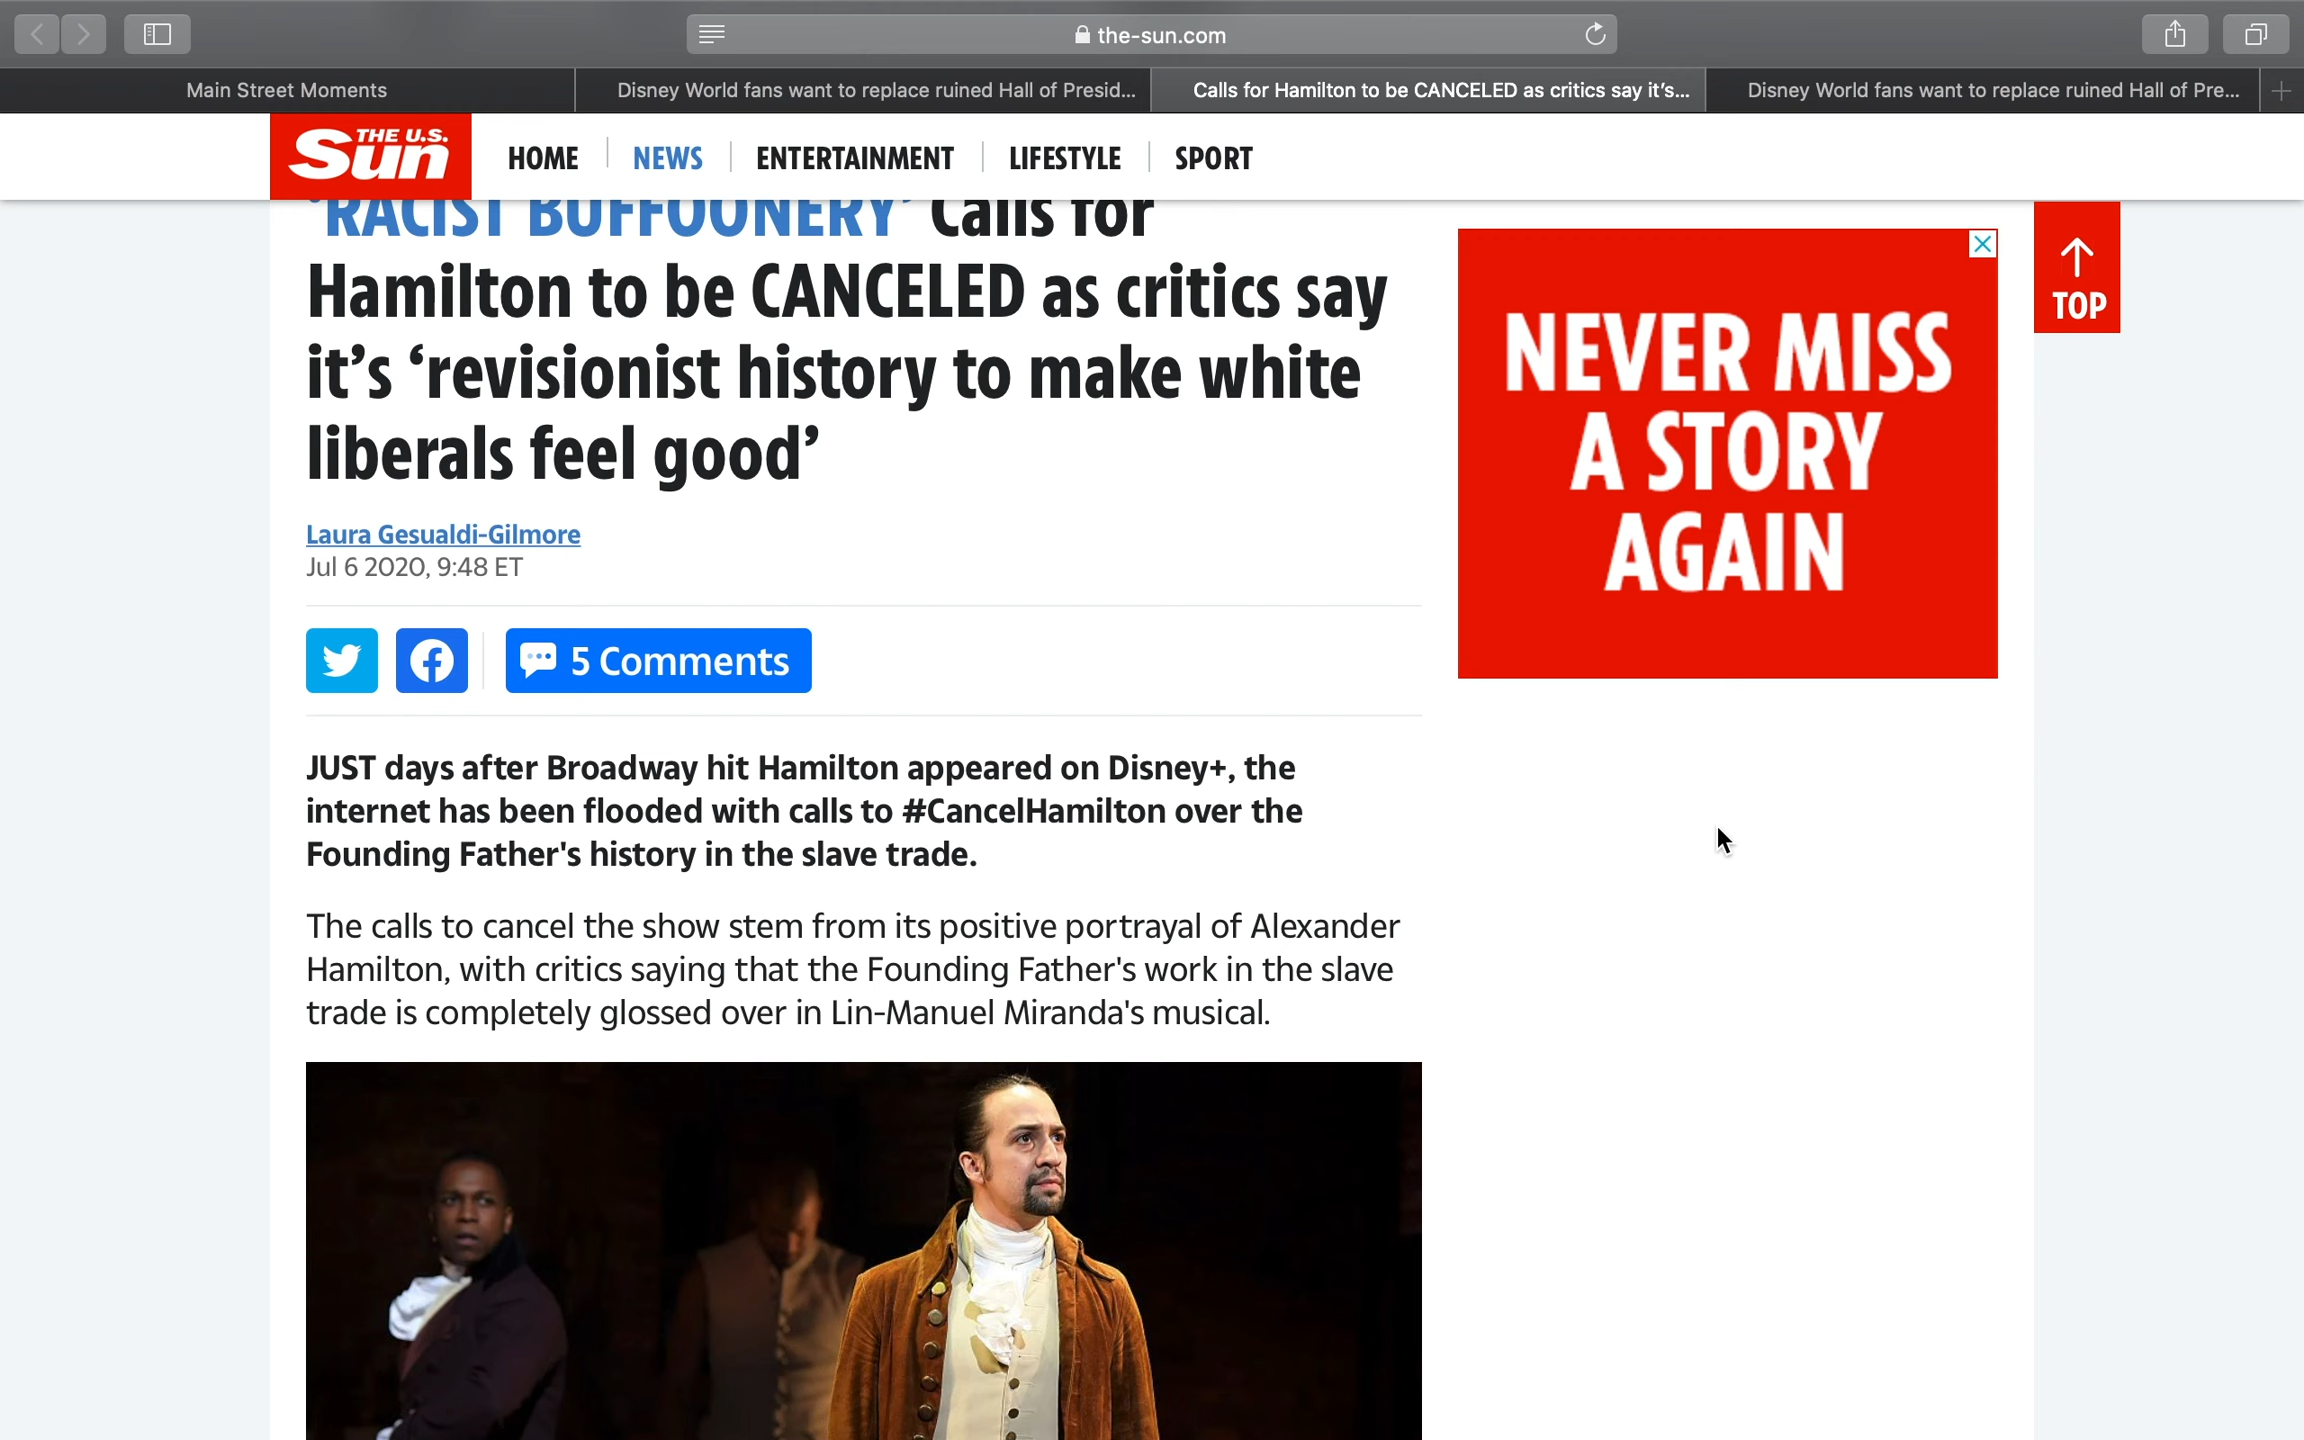 the-sun.com
Main Street Moments
Disney World fans want to replace ruined Hall of Presid...
Calls for Hamilton to be CANCELED as critics say it's...
Disney World fans want to replace ruined Hall of Pre...
THE U.S.
Sun
HOME
NEWS
ENTERTAINMENT
LIFESTYLE
SPORT
‘RACIST BUFFOONERY’ Calls for
Hamilton to be CANCELED as critics say
it’s ‘revisionist history to make white
liberals feel good’
Laura Gesualdi-Gilmore
Jul 6 2020, 9:48 ET
5 Comments
JUST days after Broadway hit Hamilton appeared on Disney+, the
internet has been flooded with calls to #CancelHamilton over the
Founding Father's history in the slave trade.
The calls to cancel the show stem from its positive portrayal of Alexander
Hamilton, with critics saying that the Founding Father's work in the slave
trade is completely glossed over in Lin-Manuel Miranda's musical.
NEVER MISS
A STORY
AGAIN
TOP